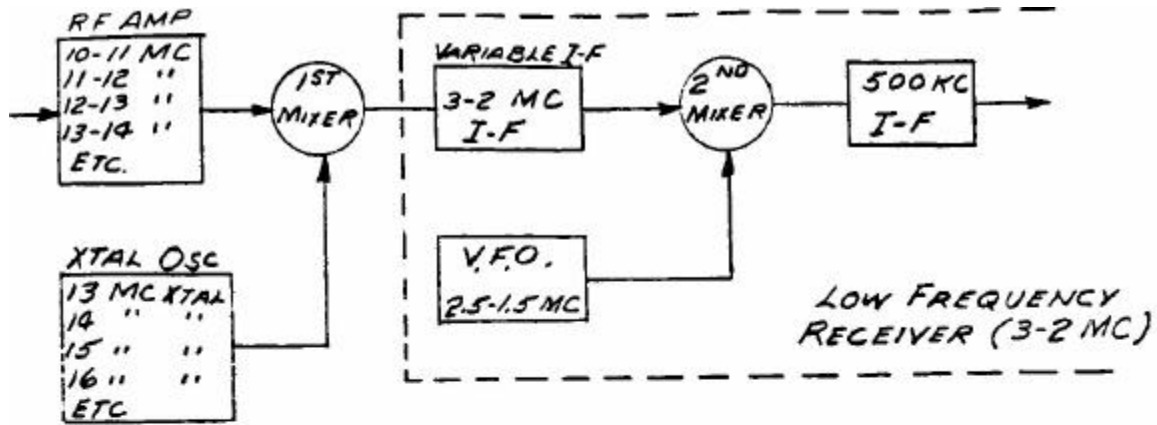 RF AMP
10-11 MC
11-12 "
12-13 "
13-14 "
ETC.
1ST
MIXER
VARIABLE I-F
3-2 MC
I-F
2ND
MIXER
500 KC
I-F
XTAL OSC
13 MC XTAL
14 " "
15 " "
16 " "
ETC
V.F.O.
2.5-1.5 MC
LOW FREQUENCY
RECEIVER (3-2 MC)